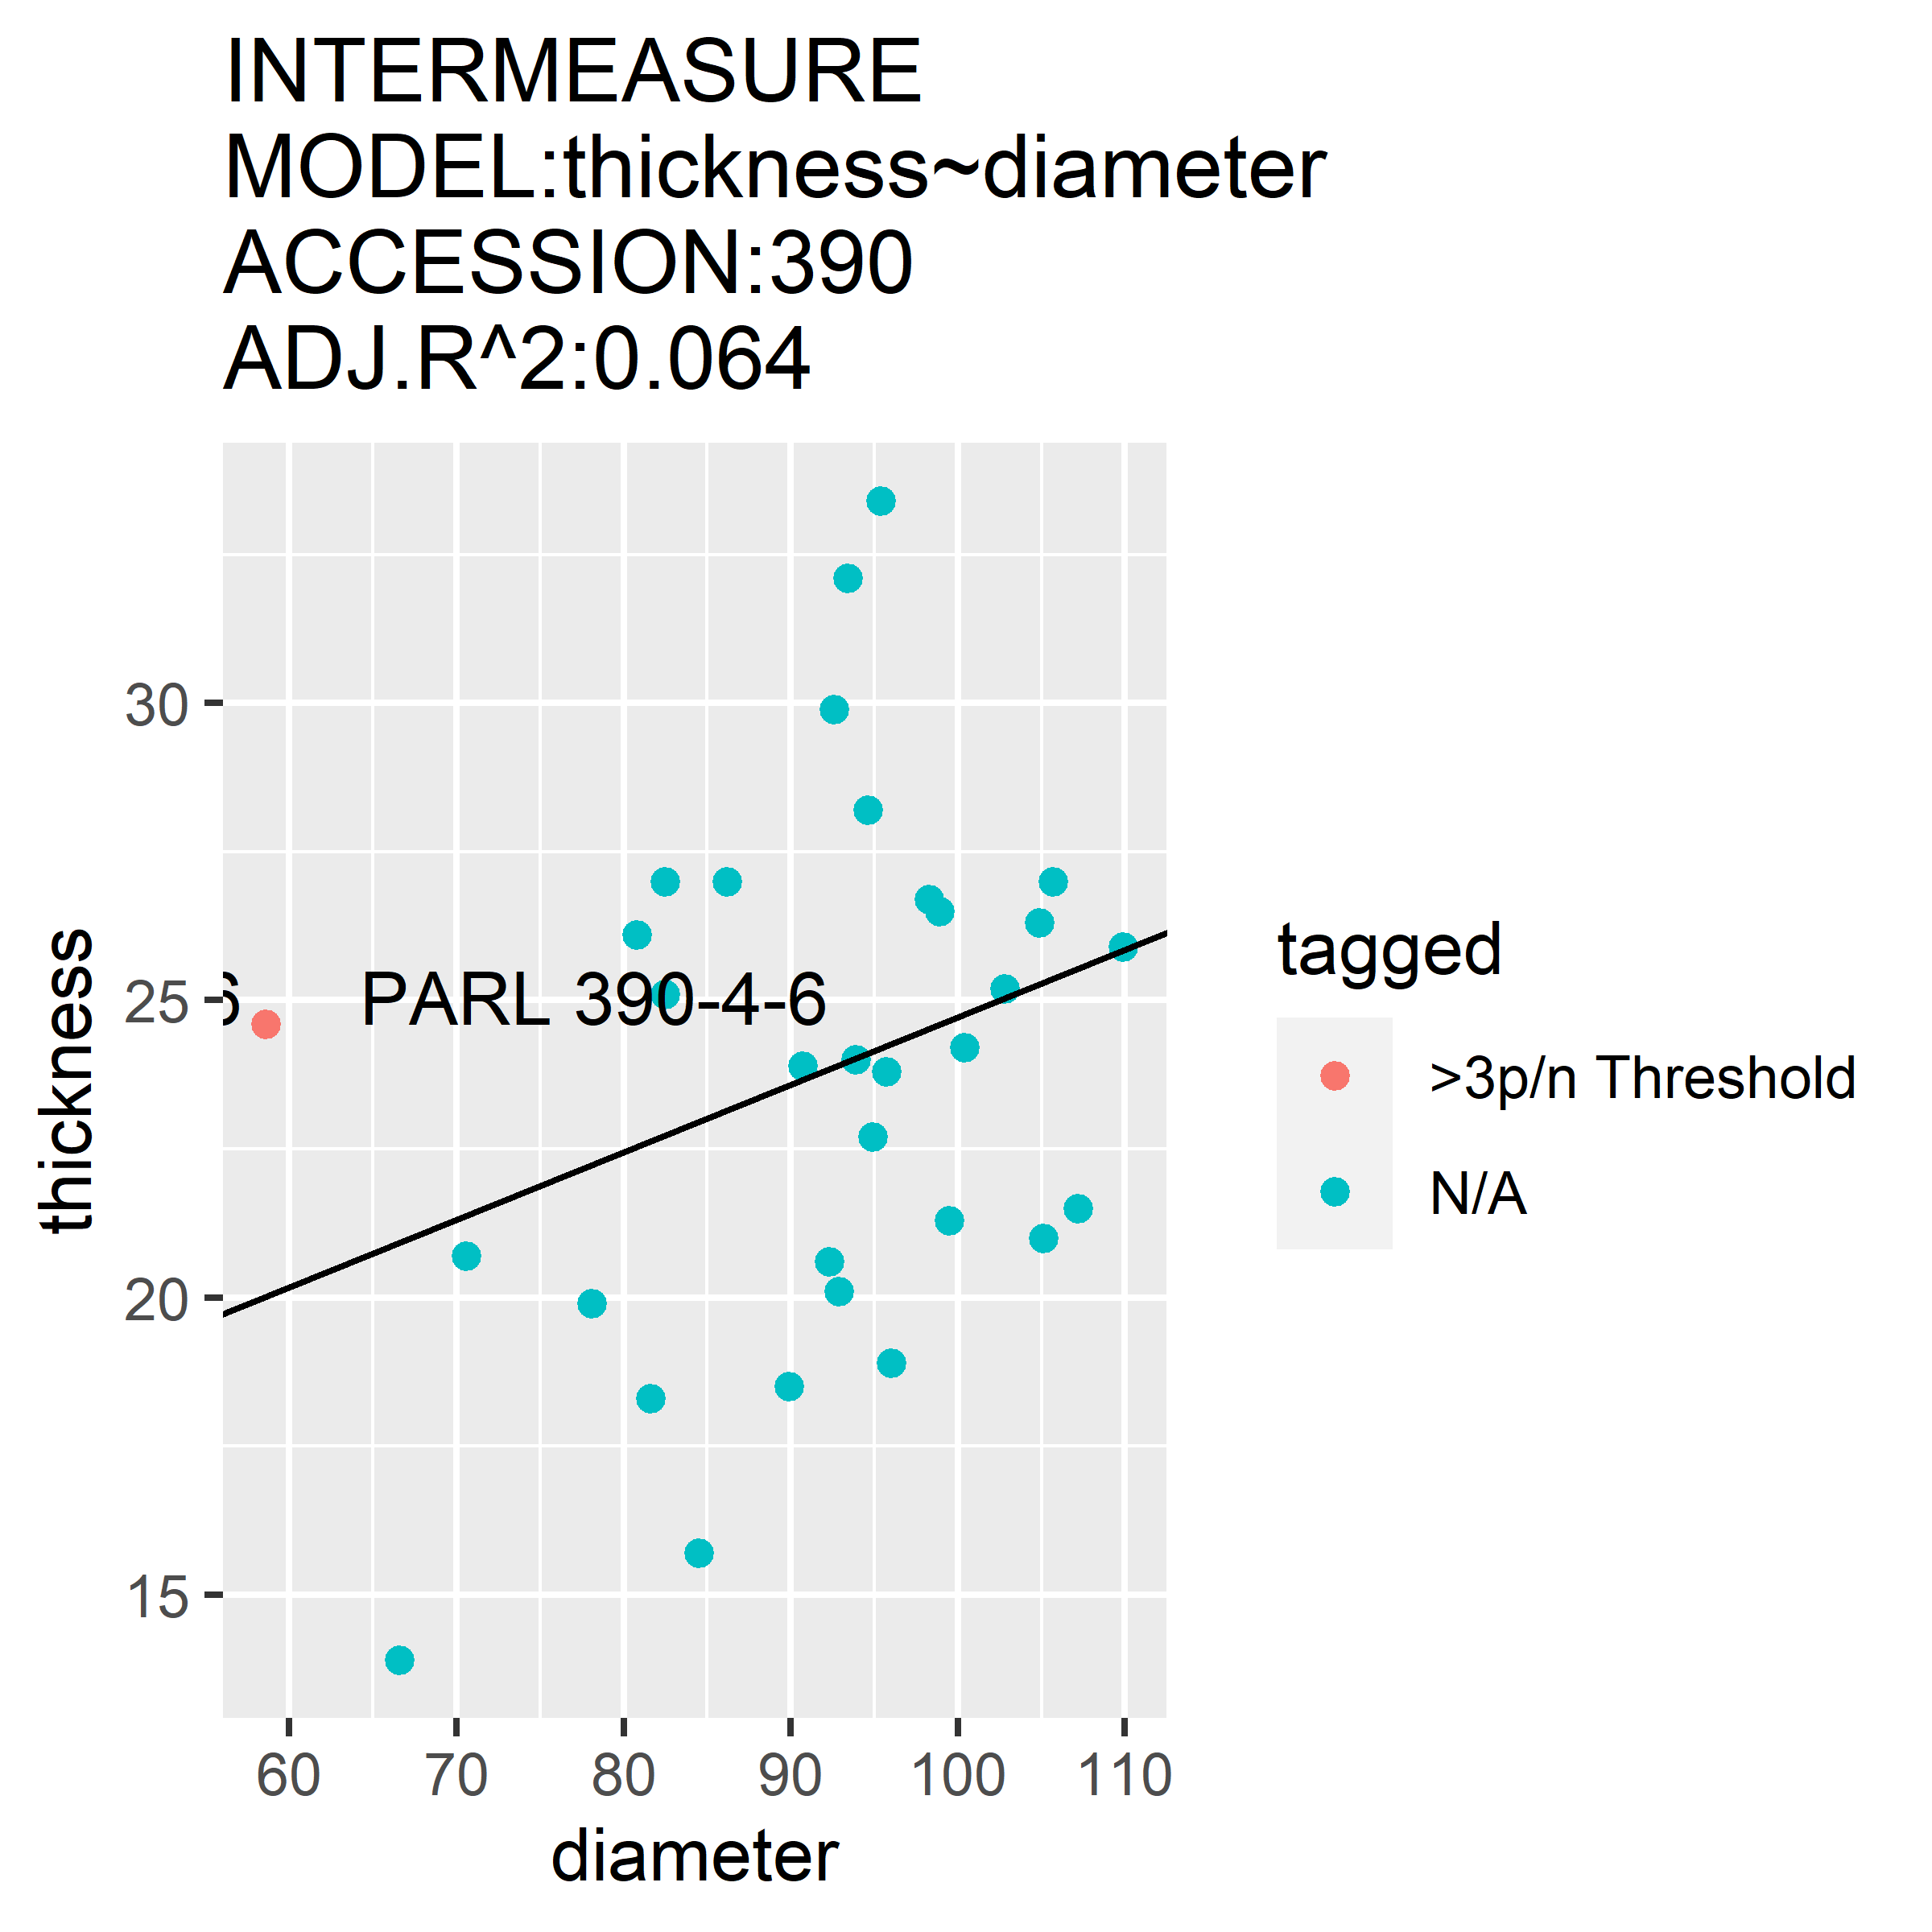 INTERMEASURE
MODEL:thickness~diameter
ACCESSION:390
ADJ.R^2:0.064
thickness
30
25
20
15
6 PARL 390-4-6
60 70 80 90 100 110
diameter
tagged
>3p/n Threshold
N/A